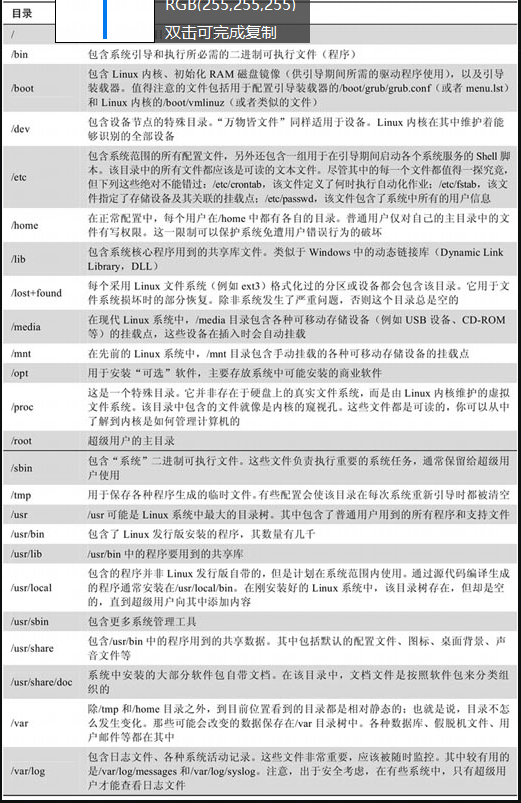 RGB(255,255,255)
双击可完成复制
目录
/
/bin
包含系统引导和执行所必需的二进制可执行文件（程序）
/boot
包含 Linux 内核、初始化 RAM 磁盘镜像（供引导期间所需的驱动程序使用），以及引导
装载器。值得注意的文件包括用于配置引导装载器的/boot/grub/grub.conf（或者 menu.lst）
和 Linux 内核的/boot/vmlinuz（或者类似的文件）
/dev
包含设备节点的特殊目录。“万物皆文件”同样适用于设备。Linux 内核在其中维护着能
够识别的全部设备
/etc
包含系统范围的所有配置文件，另外还包含一组用于在引导期间启动各个系统服务的 Shell 脚
本。该目录中的所有文件都应该是可读的文本文件。尽管其中的每一个文件都值得一探究竟，
但下列这些绝对不能错过：/etc/crontab，该文件定义了何时执行自动化作业；/etc/fstab，该文
件指定了存储设备及其关联的挂载点；/etc/passwd，该文件包含了系统中所有的用户信息
/home
在正常配置中，每个用户在/home 中都有各自的目录。普通用户仅对自己的主目录中的文
件有写权限。这一限制可以保护系统免遭用户错误行为的破坏
/lib
包含系统核心程序用到的共享库文件。类似于 Windows 中的动态链接库（Dynamic Link
Library，DLL）
/lost+found
每个采用 Linux 文件系统（例如 ext3）格式化过的分区或设备都会包含该目录。它用于文
件系统损坏时的部分恢复。除非系统发生了严重问题，否则这个目录总是空的
/media
在现代 Linux 系统中，/media 目录包含各种可移动存储设备（例如 USB 设备、CD-ROM
等）的挂载点，这些设备在插入时会自动挂载
/mnt
在先前的 Linux 系统中，/mnt 目录包含手动挂载的各种可移动存储设备的挂载点
/opt
用于安装“可选”软件，主要存放系统中可能安装的商业软件
/proc
这是一个特殊目录。它并非存在于硬盘上的真实文件系统，而是由 Linux 内核维护的虚拟
文件系统。该目录中包含的文件就像是内核的窥视孔。这些文件都是可读的，你可以从中
了解到内核是如何管理计算机的
/root
超级用户的主目录
/sbin
包含“系统”二进制可执行文件。这些文件负责执行重要的系统任务，通常保留给超级用
户使用
/tmp
用于保存各种程序生成的临时文件。有些配置会使该目录在每次系统重新引导时都被清空
/usr
/usr 可能是 Linux 系统中最大的目录树。其中包含了普通用户用到的所有程序和支持文件
/usr/bin
包含了 Linux 发行版安装的程序，其数量有几千
/usr/lib
/usr/bin 中的程序要用到的共享库
/usr/local
包含的程序并非 Linux 发行版自带的，但是计划在系统范围内使用。通过源代码编译生成
的程序通常安装在/usr/local/bin。在刚安装好的 Linux 系统中，该目录树存在，但却是空
的，直到超级用户向其中添加内容
/usr/sbin
包含更多系统管理工具
/usr/share
包含/usr/bin 中的程序用到的共享数据。其中包括默认的配置文件、图标、桌面背景、声
音文件等
/usr/share/doc
系统中安装的大部分软件包自带文档。在该目录中，文档文件是按照软件包来分类组
织的
/var
除/tmp 和/home 目录之外，到目前位置看到的目录都是相对静态的；也就是说，目录不怎
么发生变化。那些可能会改变的数据保存在/var 目录树中。各种数据库、假脱机文件、用
户邮件等都在其中
/var/log
包含日志文件、各种系统活动记录。这些文件非常重要，应该被随时监控。其中较有用的
是/var/log/messages 和/var/log/syslog。注意，出于安全考虑，在有些系统中，只有超级用
户才能查看日志文件